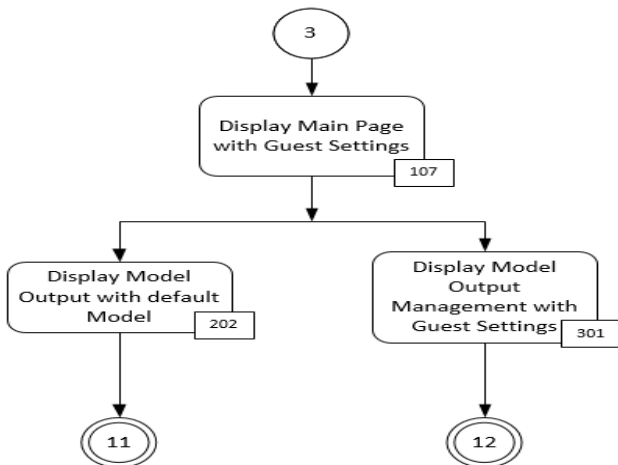 3
Display Main Page
with Guest Settings
107
Display Model
Output with default
Model
202
Display Model
Output
Management with
Guest Settings
301
11
12